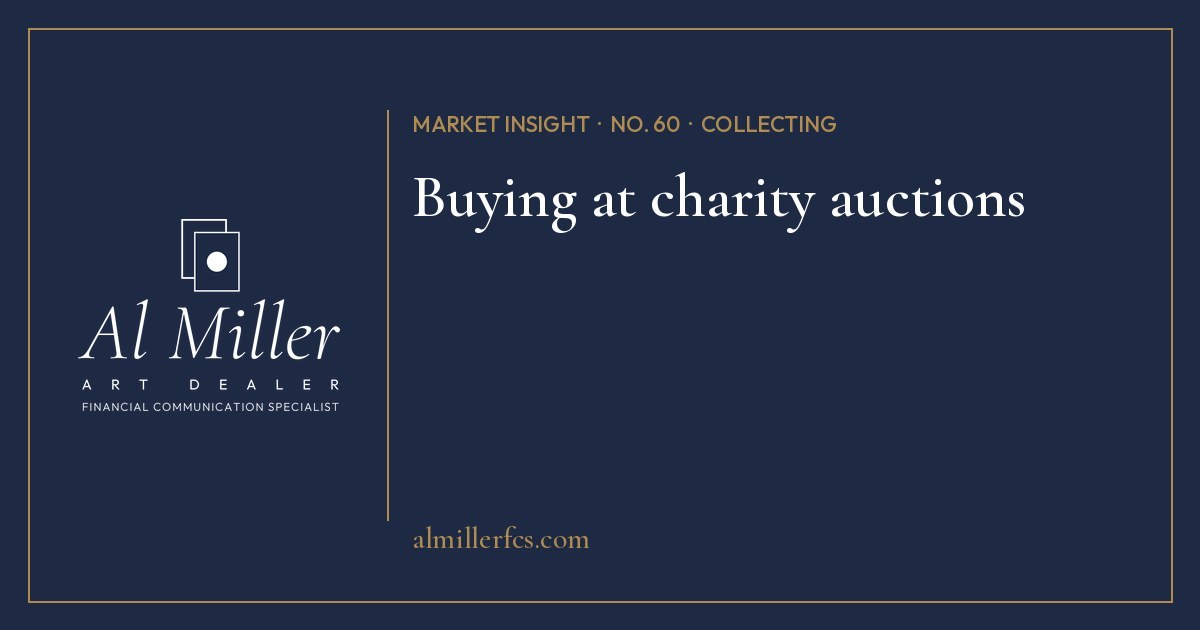 MARKET INSIGHT · NO. 60 · COLLECTING
Buying at charity auctions
Al Miller
ART DEALER
FINANCIAL COMMUNICATION SPECIALIST
almillerfcs.com